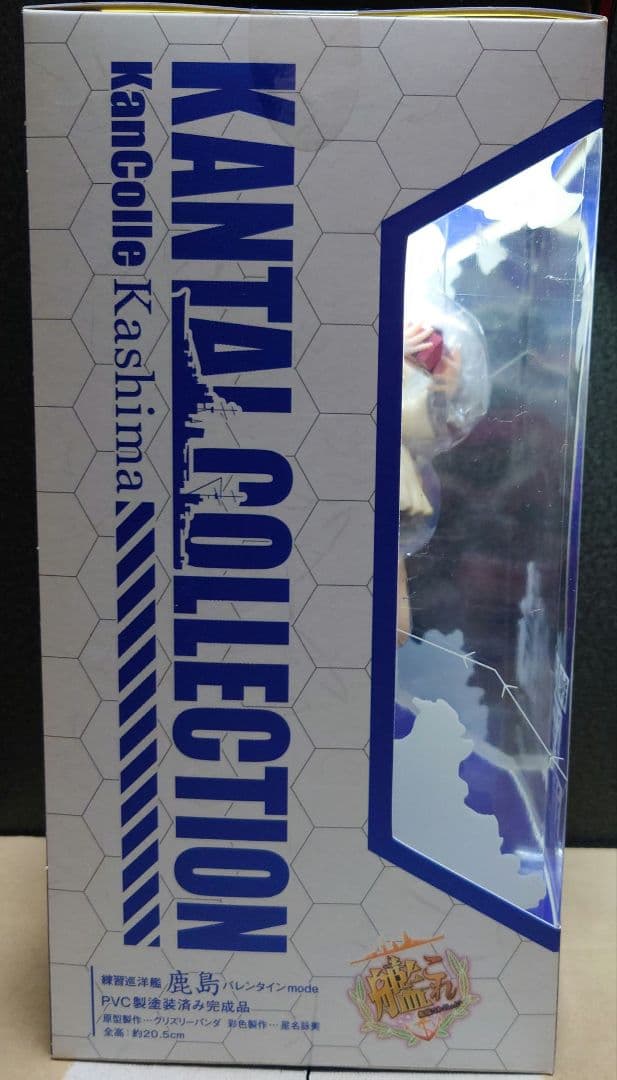 KANTAI COLLECTION
KanColle Kashima
練習巡洋艦 鹿島 バレンタインmode
PVC製塗装済み完成品
原型製作…グリズリーパンダ 彩色製作…星名詠美
全高：約20.5cm
艦これ